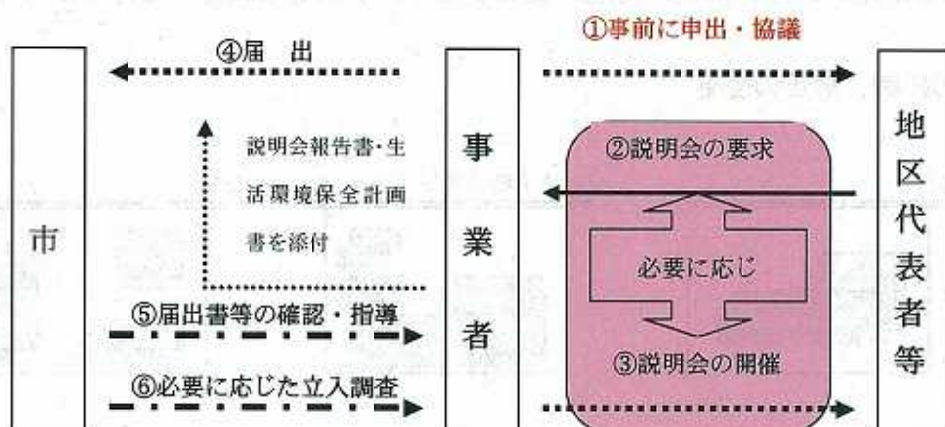 ①事前に申出・協議
④届　出
市
説明会報告書・生
活環境保全計画
書を添付
⑤届出書等の確認・指導
⑥必要に応じた立入調査
事業者
②説明会の要求
必要に応じ
③説明会の開催
地区代表者等